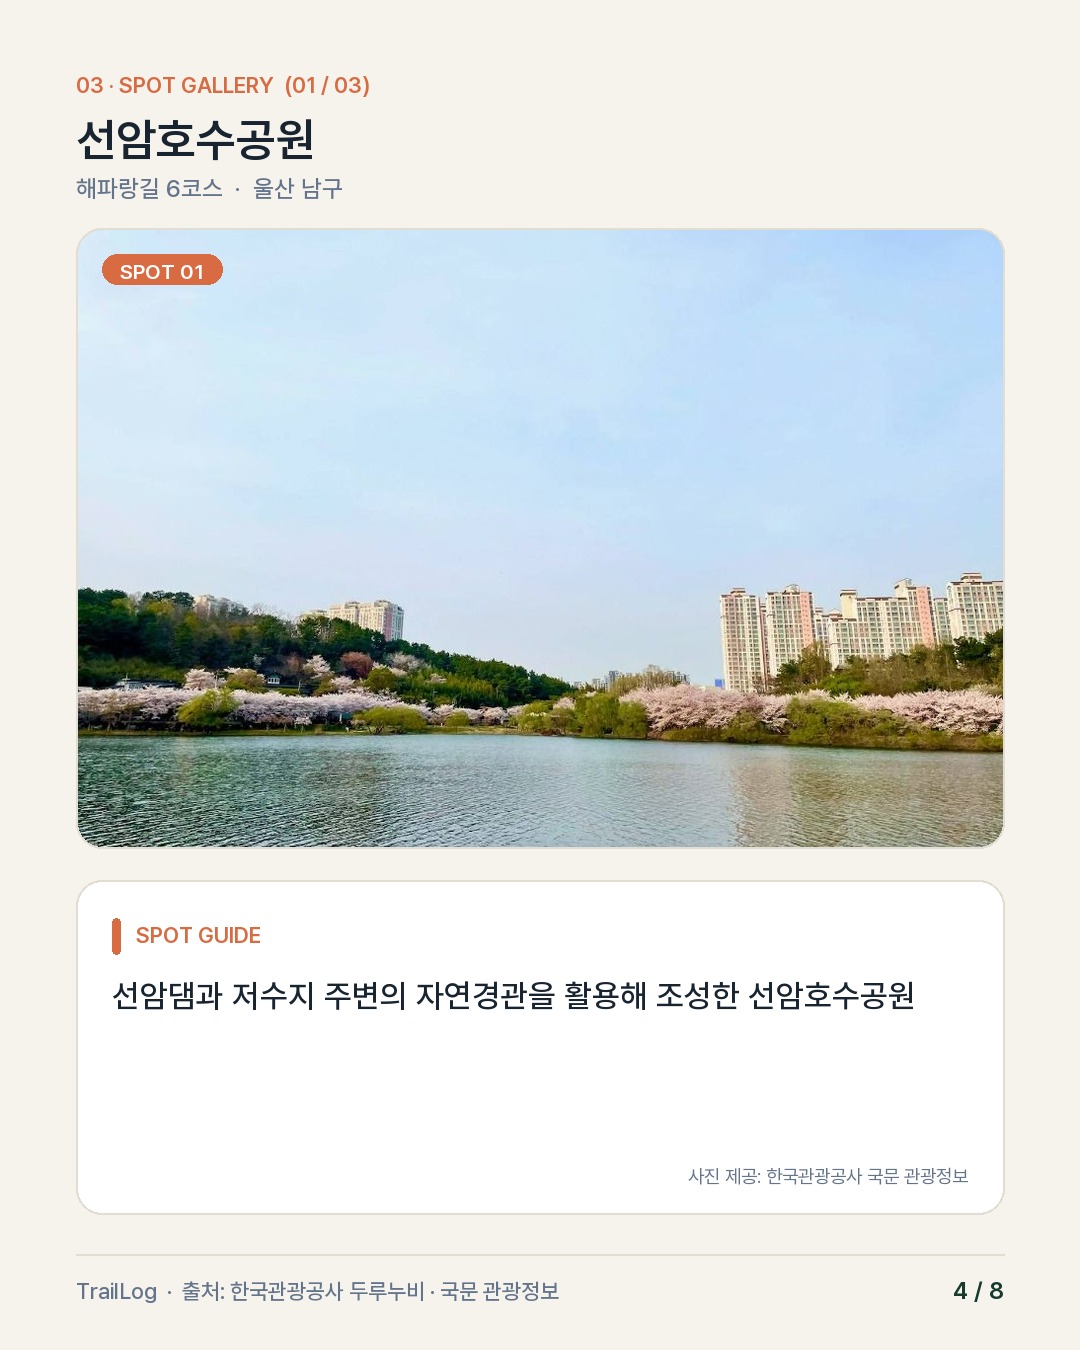 03 · SPOT GALLERY (01 / 03)
선암호수공원
해파랑길 6코스 · 울산 남구
SPOT 01
SPOT GUIDE
선암댐과 저수지 주변의 자연경관을 활용해 조성한 선암호수공원
사진 제공: 한국관광공사 국문 관광정보
TrailLog · 출처: 한국관광공사 두루누비 · 국문 관광정보
4 / 8